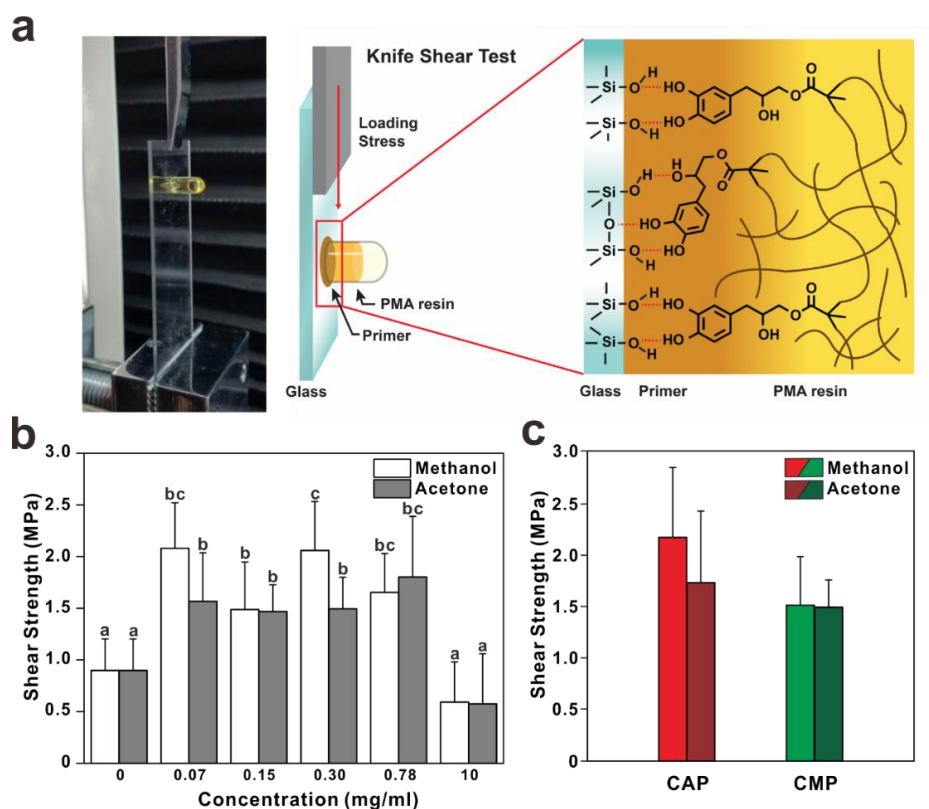 a
Knife Shear Test
Loading
Stress
PMA resin
Primer
Glass
Si
O
H
HO
HO
OH
O
O
Si
O
H
Si
O
H
H
O
O
O
O
HO
HO
Si
O
H
Si
O
H
HO
HO
OH
O
O
Si
O
H
Glass
Primer
PMA resin
b
Shear Strength (MPa)
3.0
2.5
2.0
1.5
1.0
0.5
0
Methanol
Acetone
a
a
bc
b
b
b
c
b
bc
bc
a
a
0
0.07
0.15
0.30
0.78
10
Concentration (mg/ml)
c
Shear Strength (MPa)
3.0
2.5
2.0
1.5
1.0
0.5
0
Methanol
Acetone
CAP
CMP